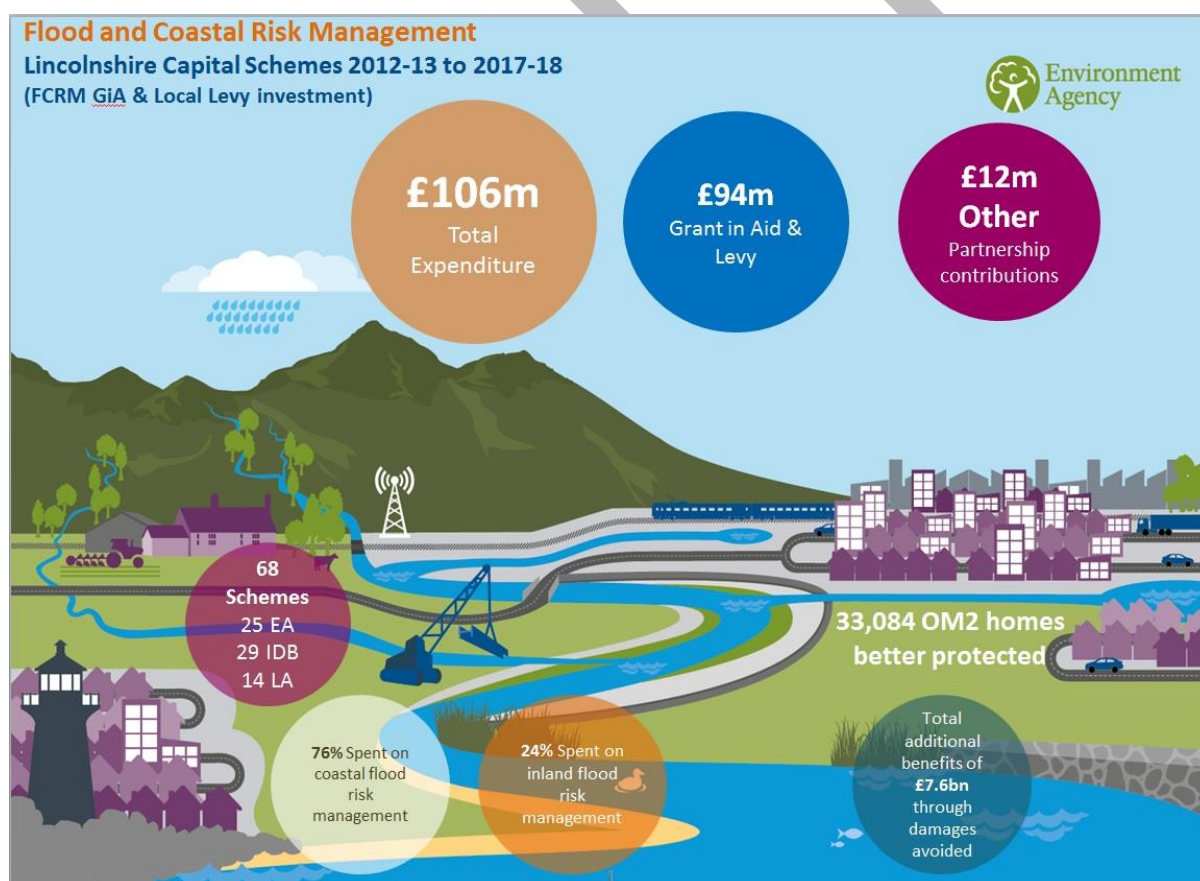 Flood and Coastal Risk Management
Lincolnshire Capital Schemes 2012-13 to 2017-18
(FCRM GiA & Local Levy investment)
Environment
Agency
£106m
Total
Expenditure
£94m
Grant in Aid &
Levy
£12m
Other
Partnership
contributions
68
Schemes
25 EA
29 IDB
14 LA
33,084 OM2 homes
better protected
76% Spent on
coastal flood
risk
management
24% Spent on
inland flood
risk
management
Total
additional
benefits of
£7.6bn
through
damages
avoided
1